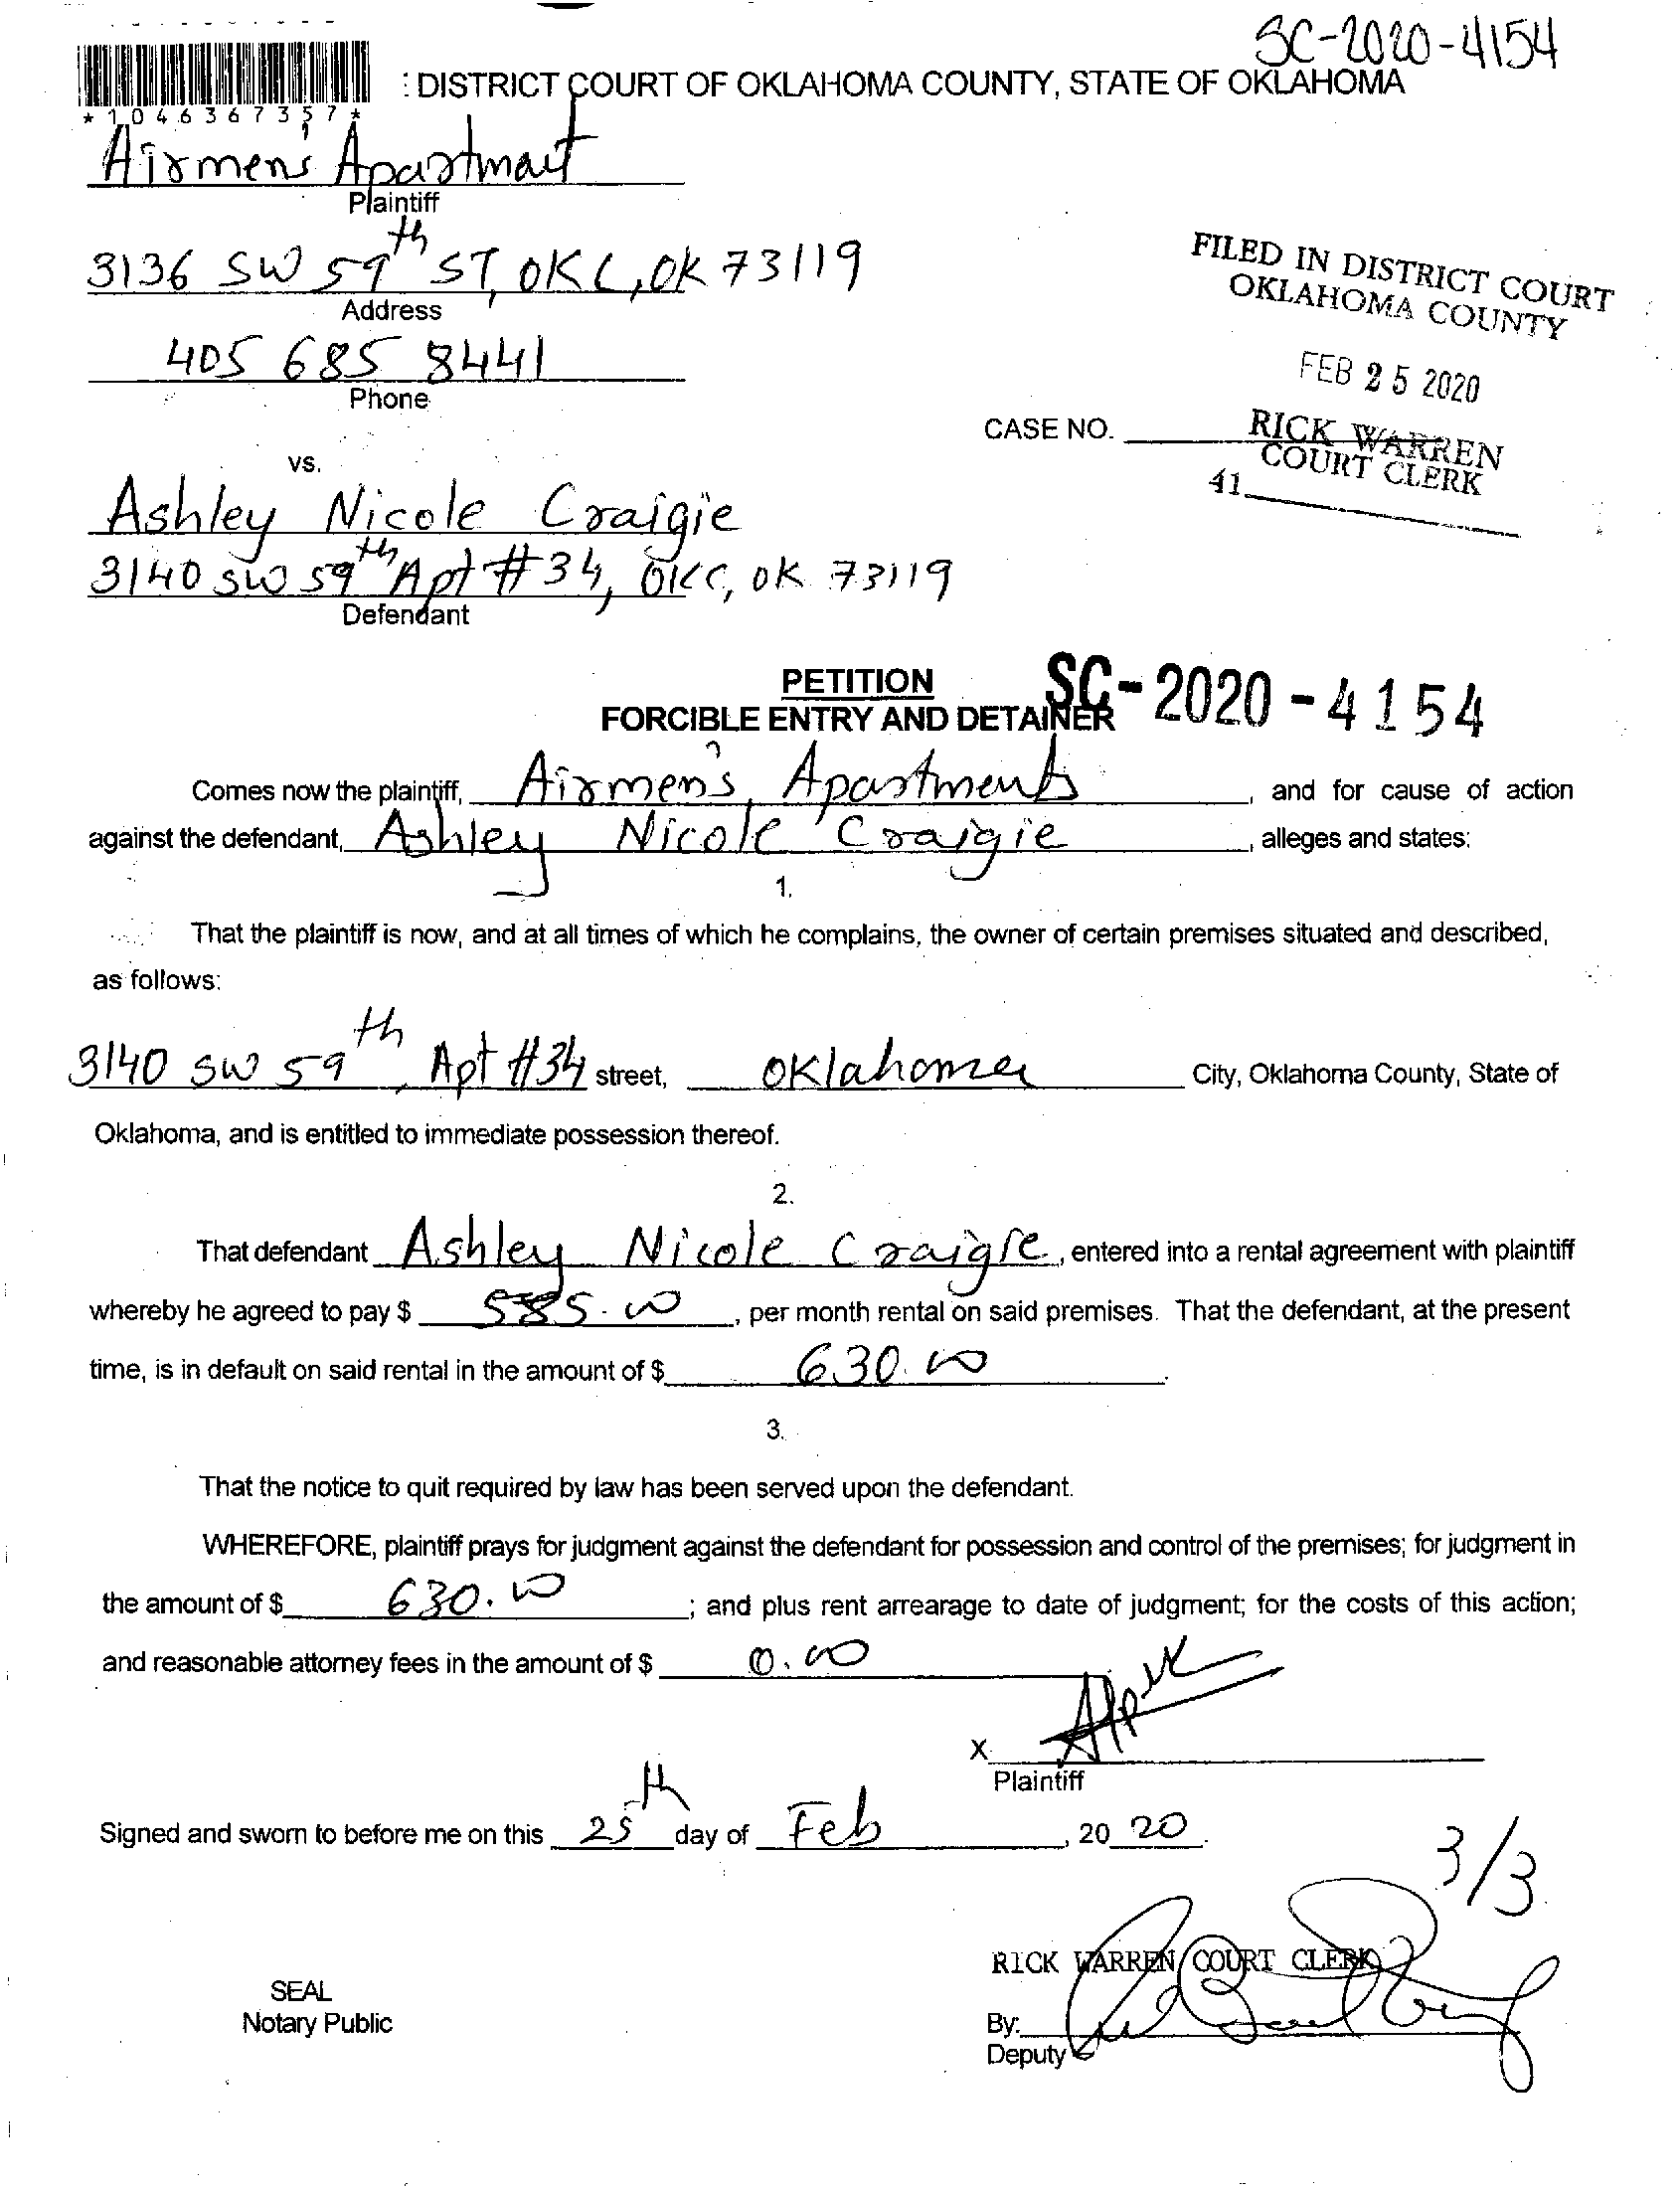 SC-2020-4154
: DISTRICT COURT OF OKLAHOMA COUNTY, STATE OF OKLAHOMA
* 1 0 4 6 3 6 7 3 5 7 *
Airmen's Apartment
Plaintiff
3136 SW 59th ST, OKC, OK 73119
Address
405 685 8441
Phone
FILED IN DISTRICT COURT
OKLAHOMA COUNTY
FEB 25 2020
RICK WARREN
COURT CLERK
41
CASE NO.
vs.
Ashley Nicole Craigie
3140 SW 59th Apt #34, OKC, OK 73119
Defendant
PETITION
FORCIBLE ENTRY AND DETAINER
SC-2020-4154
Comes now the plaintiff, Airmen's Apartments, and for cause of action
against the defendant, Ashley Nicole Craigie, alleges and states:
1.
That the plaintiff is now, and at all times of which he complains, the owner of certain premises situated and described,
as follows:
3140 SW 59th, Apt #34 street, Oklahoma City, Oklahoma County, State of
Oklahoma, and is entitled to immediate possession thereof.
2.
That defendant Ashley Nicole Craigie, entered into a rental agreement with plaintiff
whereby he agreed to pay $ 585.00, per month rental on said premises. That the defendant, at the present
time, is in default on said rental in the amount of $ 630.00.
3.
That the notice to quit required by law has been served upon the defendant.
WHEREFORE, plaintiff prays for judgment against the defendant for possession and control of the premises; for judgment in
the amount of $ 630.00; and plus rent arrearage to date of judgment; for the costs of this action;
and reasonable attorney fees in the amount of $ 0.00
X
Plaintiff
Signed and sworn to before me on this 25th day of Feb, 20 20.
3/3
RICK WARREN COURT CLERK
SEAL
Notary Public
By:
Deputy